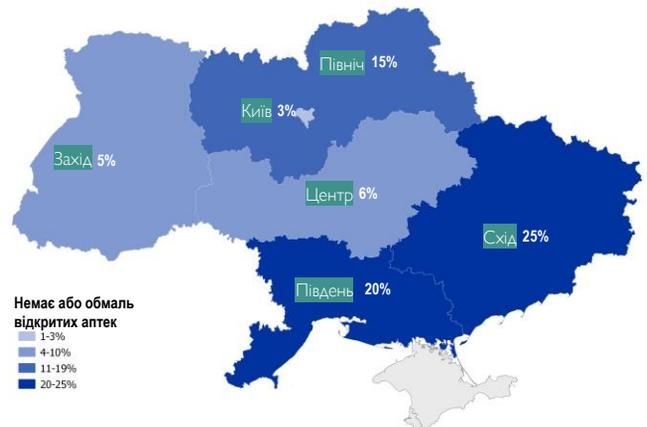 Північ 15%
Київ 3%
Захід 5%
Центр 6%
Схід 25%
Південь 20%
Немає або обмаль
відкритих аптек
1-3%
4-10%
11-19%
20-25%